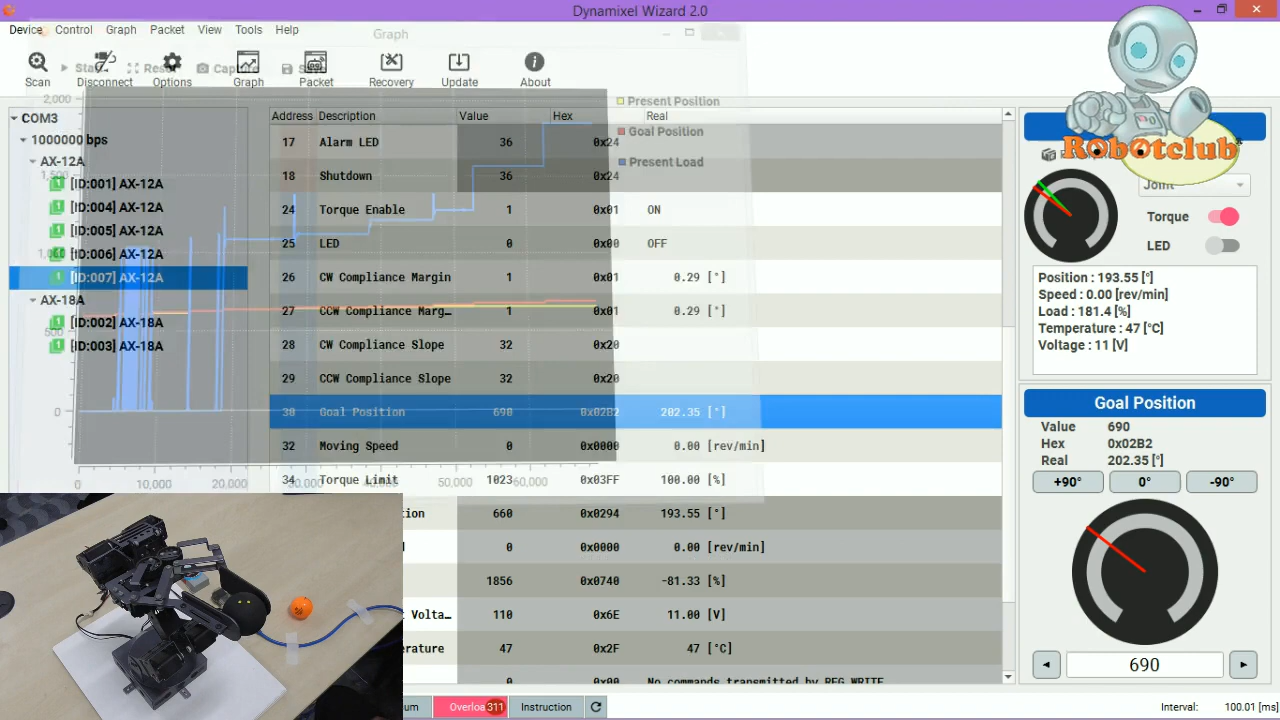 Dynamixel Wizard 2.0
Device Control Graph Packet View Tools Help
Graph
Scan Disconnect Options Graph Packet Recovery Update About
2,000
COM3
1000000 bps
AX-12A
[ID:001] AX-12A
[ID:004] AX-12A
[ID:005] AX-12A
[ID:006] AX-12A
[ID:007] AX-12A
AX-18A
[ID:002] AX-18A
[ID:003] AX-18A
0
0 10,000 20,000 30,000 50,000 60,000
Present Position
Goal Position
Present Load
Address Description Value Hex Real
17 Alarm LED 36 0x24
18 Shutdown 36 0x24
24 Torque Enable 1 0x01 ON
25 LED 0 0x00 OFF
26 CW Compliance Margin 1 0x01 0.29 [°]
27 CCW Compliance Marg… 1 0x01 0.29 [°]
28 CW Compliance Slope 32 0x20
29 CCW Compliance Slope 32 0x20
30 Goal Position 690 0x02B2 202.35 [°]
32 Moving Speed 0 0x0000 0.00 [rev/min]
34 Torque Limit 1023 0x03FF 100.00 [%]
tion 660 0x0294 193.55 [°]
0 0x0000 0.00 [rev/min]
1856 0x0740 -81.33 [%]
t Volta… 110 0x6E 11.00 [V]
erature 47 0x2F 47 [°C]
0 0x00 No commands transmitted by REG_WRITE
Robotclub
Joint
Torque
LED
Position : 193.55 [°]
Speed : 0.00 [rev/min]
Load : 181.4 [%]
Temperature : 47 [°C]
Voltage : 11 [V]
Goal Position
Value 690
Hex 0x02B2
Real 202.35 [°]
+90° 0° -90°
690
um Overloa 311 Instruction
Interval: 100.01 [ms]